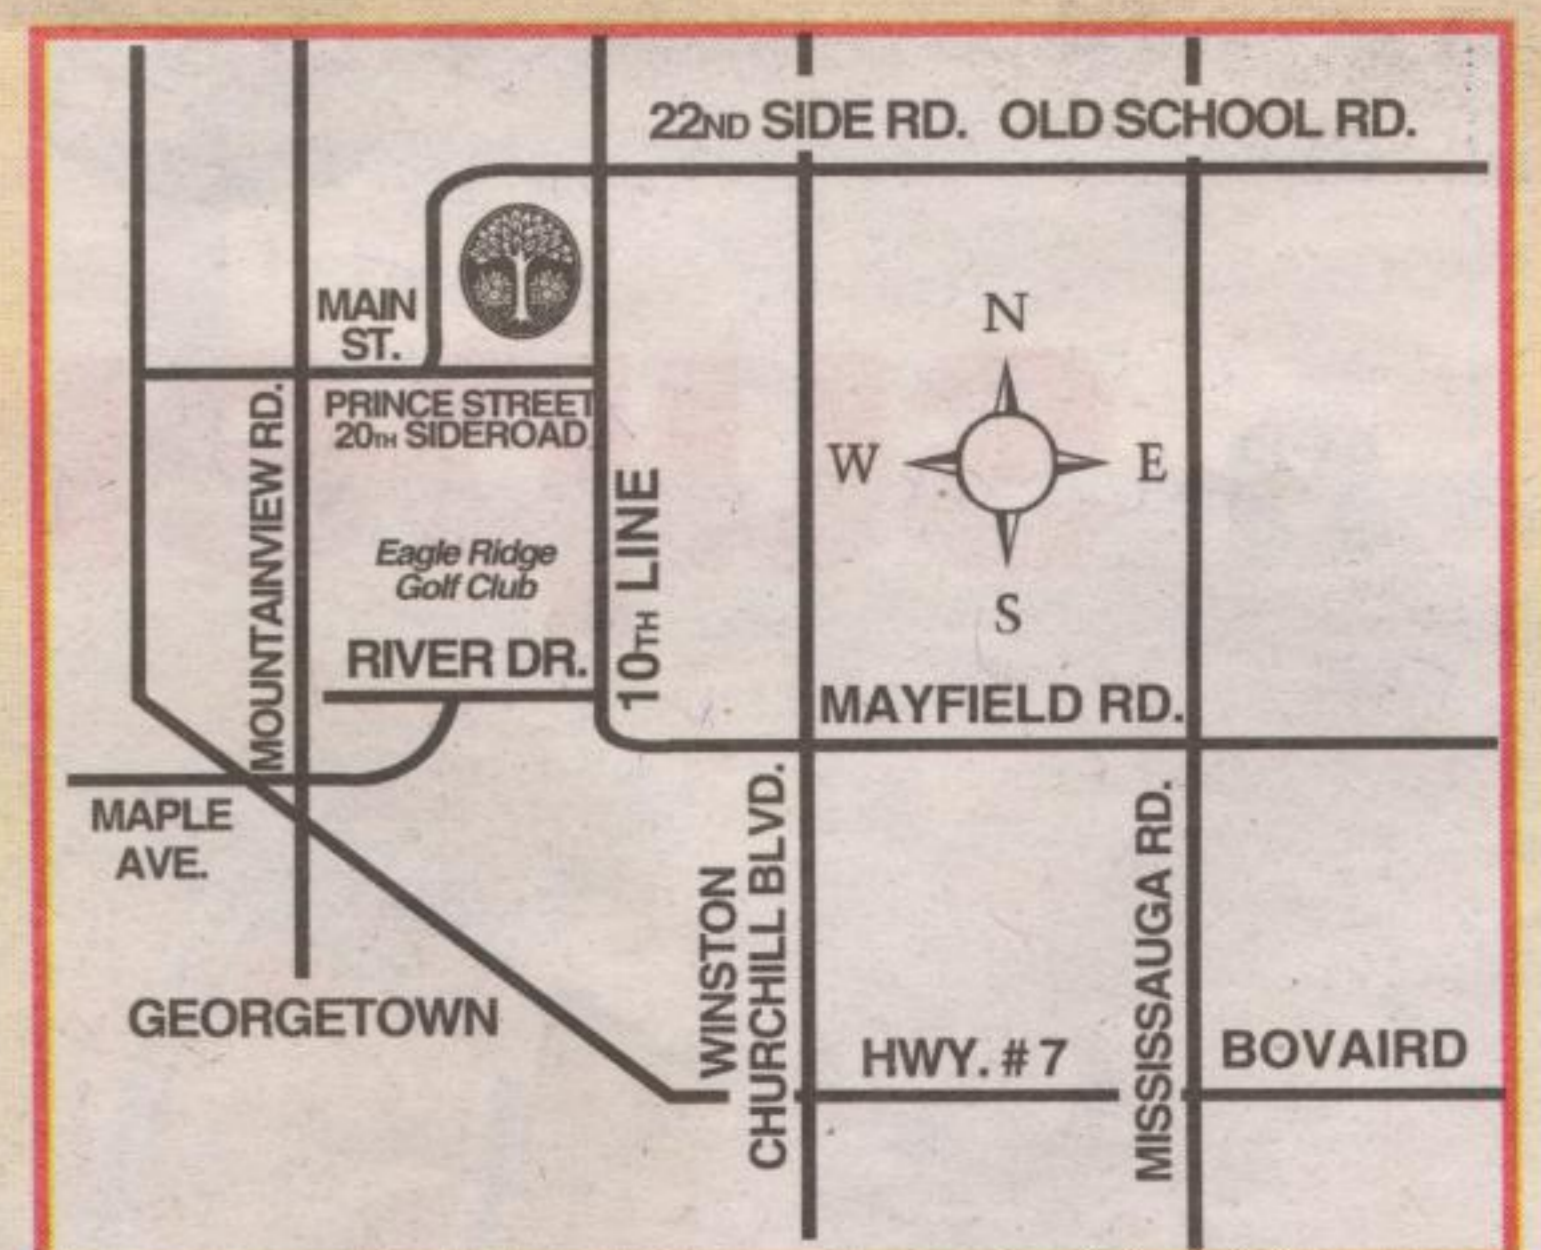 22ND SIDE RD. OLD SCHOOL RD.
MAIN
ST.
PRINCE STREET
20TH SIDEROAD
MOUNTAINVIEW RD.
N
W
E
S
10TH LINE
Eagle Ridge
Golf Club
RIVER DR.
MAYFIELD RD.
MAPLE
AVE.
GEORGETOWN
WINSTON
CHURCHILL BLVD.
HWY. # 7
MISSISSAUGA RD.
BOVAIRD